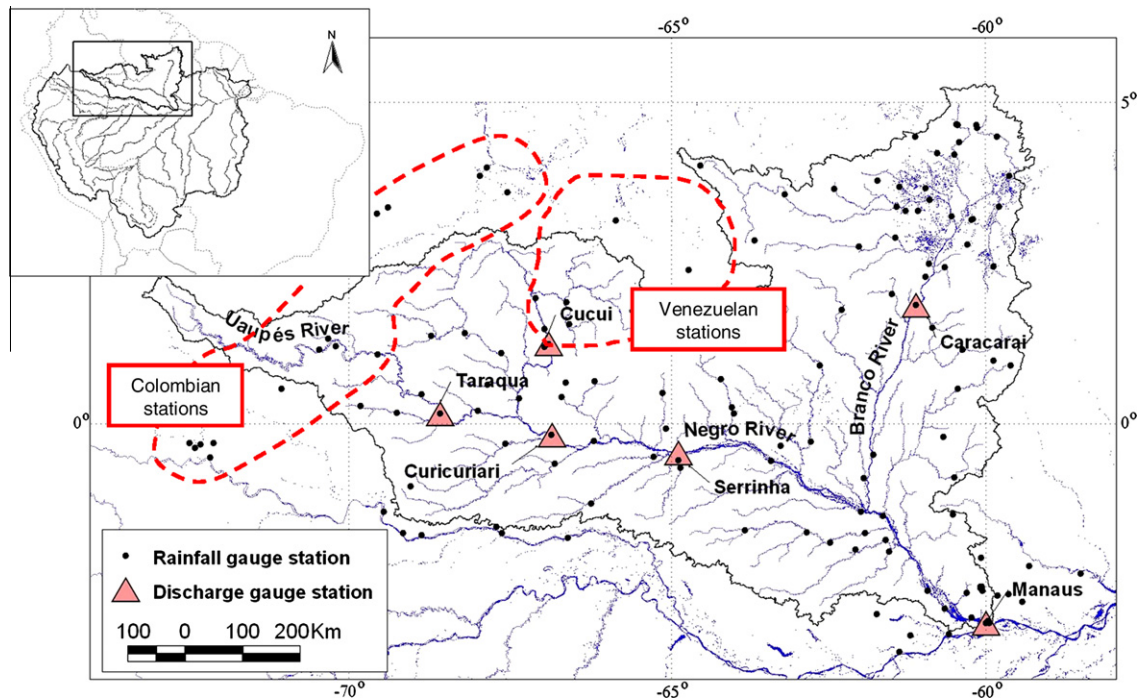 -65°
-60°
N
5°
Uaupés River
Cucui
Venezuelan
stations
Branco River
Caracarai
Colombian
stations
Taraqua
0°
0°
Negro River
Curicuriari
Serrinha
Rainfall gauge station
Discharge gauge station
Manaus
100 0 100 200Km
-70°
-65°
-60°